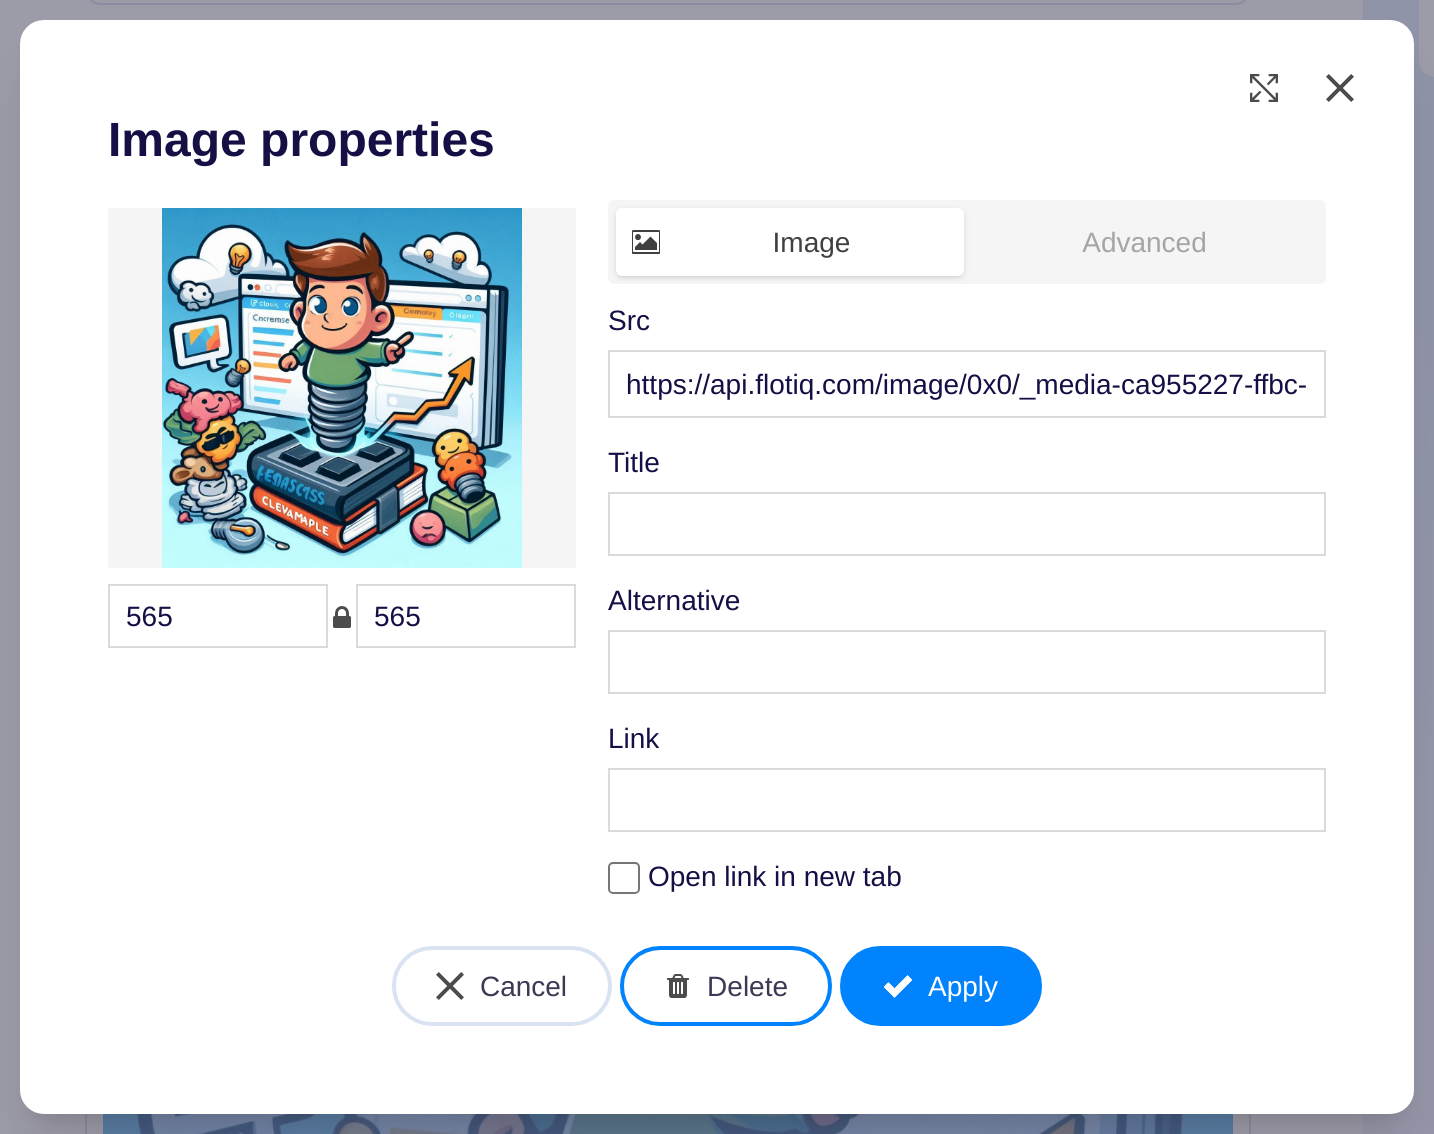 Image properties
Image
Advanced
Src
https://api.flotiq.com/image/0x0/_media-ca955227-ffbc-
Title
Alternative
Link
Open link in new tab
565
565
CLEVAMAPLE
Cancel
Delete
Apply